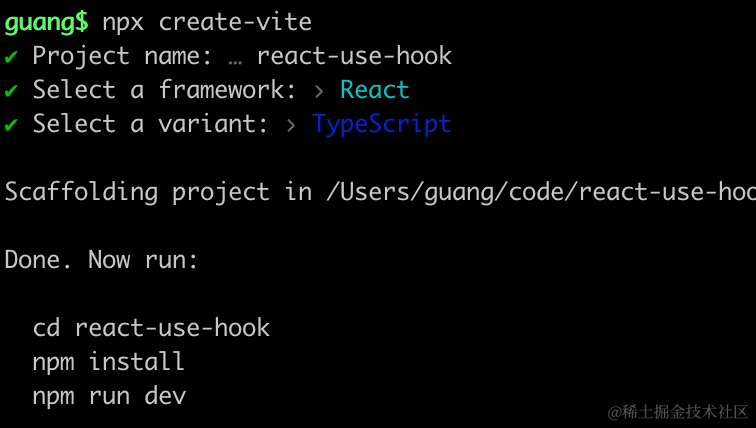 guang$ npx create-vite
✔ Project name: … react-use-hook
✔ Select a framework: › React
✔ Select a variant: › TypeScript
Scaffolding project in /Users/guang/code/react-use-hoo
Done. Now run:
cd react-use-hook
npm install
npm run dev
@稀土掘金技术社区